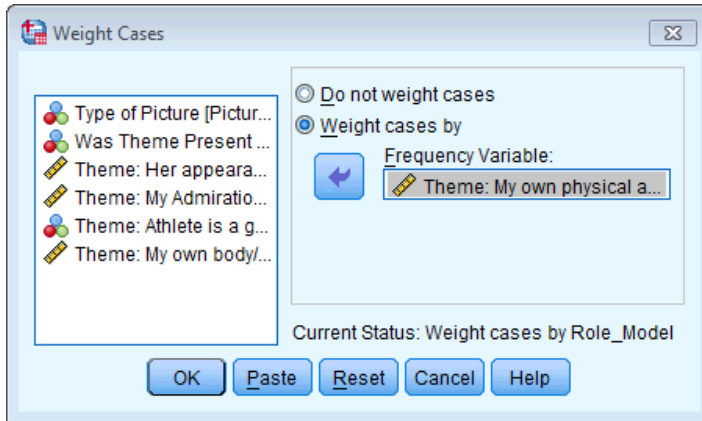 Weight Cases
Type of Picture [Pictur...
Was Theme Present ...
Theme: Her appeara...
Theme: My Admiratio...
Theme: Athlete is a g...
Theme: My own body/...
Do not weight cases
Weight cases by
Frequency Variable:
Theme: My own physical a...
Current Status: Weight cases by Role_Model
OK
Paste
Reset
Cancel
Help